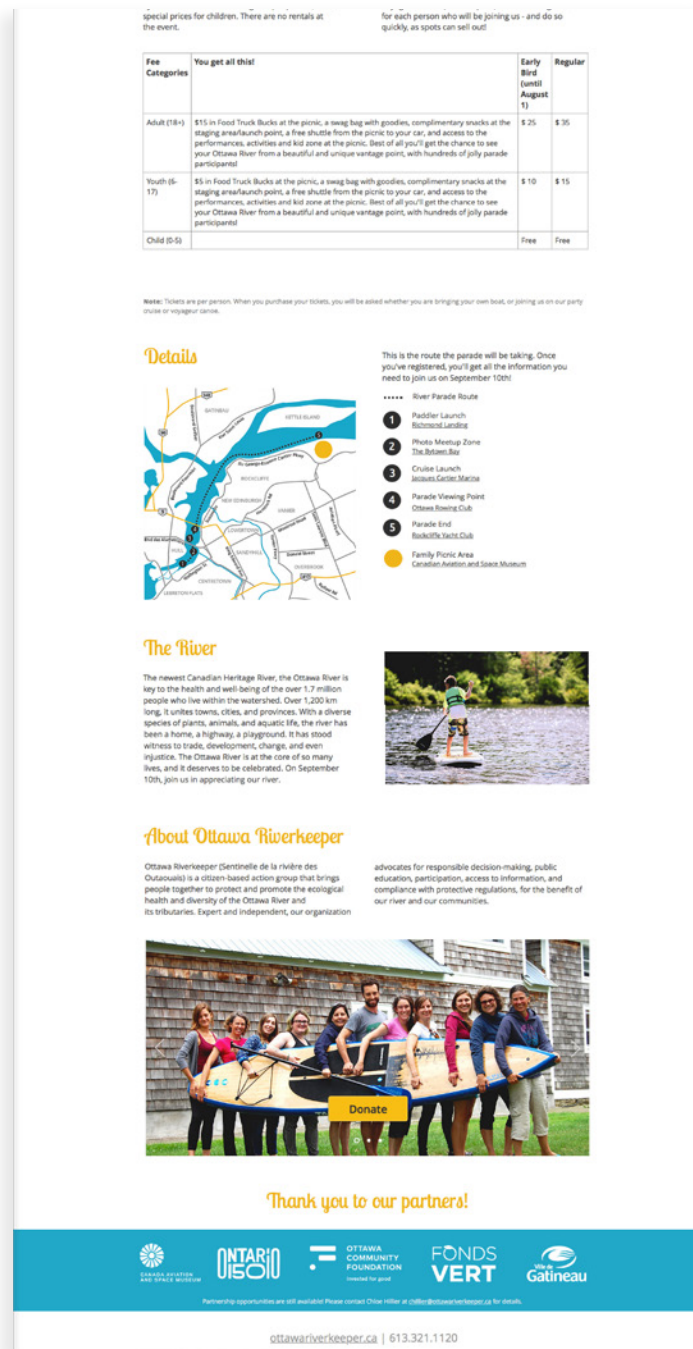 special prices for children. There are no rentals at
the event.
for each person who will be joining us - and do so
quickly, as spots can sell out!
Fee Categories
You get all this!
Early Bird (until August 1)
Regular
Adult (18+)
$15 in Food Truck Bucks at the picnic, a swag bag with goodies, complimentary snacks at the
staging area/launch point, a free shuttle from the picnic to your car, and access to the
performances, activities and kid zone at the picnic. Best of all you'll get the chance to see
your Ottawa River from a beautiful and unique vantage point, with hundreds of jolly parade
participants!
$ 25
$ 35
Youth (6-
17)
$5 in Food Truck Bucks at the picnic, a swag bag with goodies, complimentary snacks at the
staging area/launch point, a free shuttle from the picnic to your car, and access to the
performances, activities and kid zone at the picnic. Best of all you'll get the chance to see
your Ottawa River from a beautiful and unique vantage point, with hundreds of jolly parade
participants!
$ 10
$ 15
Child (0-5)
Free
Free
Note: Tickets are per person. When you purchase your tickets, you will be asked whether you are bringing your own boat, or joining us on our party
cruise or voyageur canoe.
Details
This is the route the parade will be taking. Once
you've registered, you'll get all the information you
need to join us on September 10th!
River Parade Route
1 Paddler Launch
Richmond Landing
2 Photo Meetup Zone
The Bytown Bay
3 Cruise Launch
Jacques Cartier Marina
4 Parade Viewing Point
Ottawa Rowing Club
5 Parade End
Rockcliffe Yacht Club
Family Picnic Area
Canadian Aviation and Space Museum
GATINEAU
KETTLE ISLAND
ROCKCLIFFE
NEW EDINBURGH
VANIER
LOWERTOWN
HULL
SANDY HILL
OVERBROOK
CENTRETOWN
LEBRETON FLATS
The River
The newest Canadian Heritage River, the Ottawa River is
key to the health and well-being of the over 1.7 million
people who live within the watershed. Over 1,200 km
long, it unites towns, cities, and provinces. With a diverse
species of plants, animals, and aquatic life, the river has
been a home, a highway, a playground. It has stood
witness to trade, development, change, and even
injustice. The Ottawa River is at the core of so many
lives, and it deserves to be celebrated. On September
10th, join us in appreciating our river.
About Ottawa Riverkeeper
Ottawa Riverkeeper (Sentinelle de la rivière des
Outaouais) is a citizen-based action group that brings
people together to protect and promote the ecological
health and diversity of the Ottawa River and
its tributaries. Expert and independent, our organization
advocates for responsible decision-making, public
education, participation, access to information, and
compliance with protective regulations, for the benefit of
our river and our communities.
Donate
Thank you to our partners!
CANADA AVIATION
AND SPACE MUSEUM
ONTARIO
150
OTTAWA
COMMUNITY
FOUNDATION
Invested for good
FONDS
VERT
Ville de
Gatineau
Partnership opportunities are still available! Please contact Chloe Hillier at chillier@ottawariverkeeper.ca for details.
ottawariverkeeper.ca | 613.321.1120